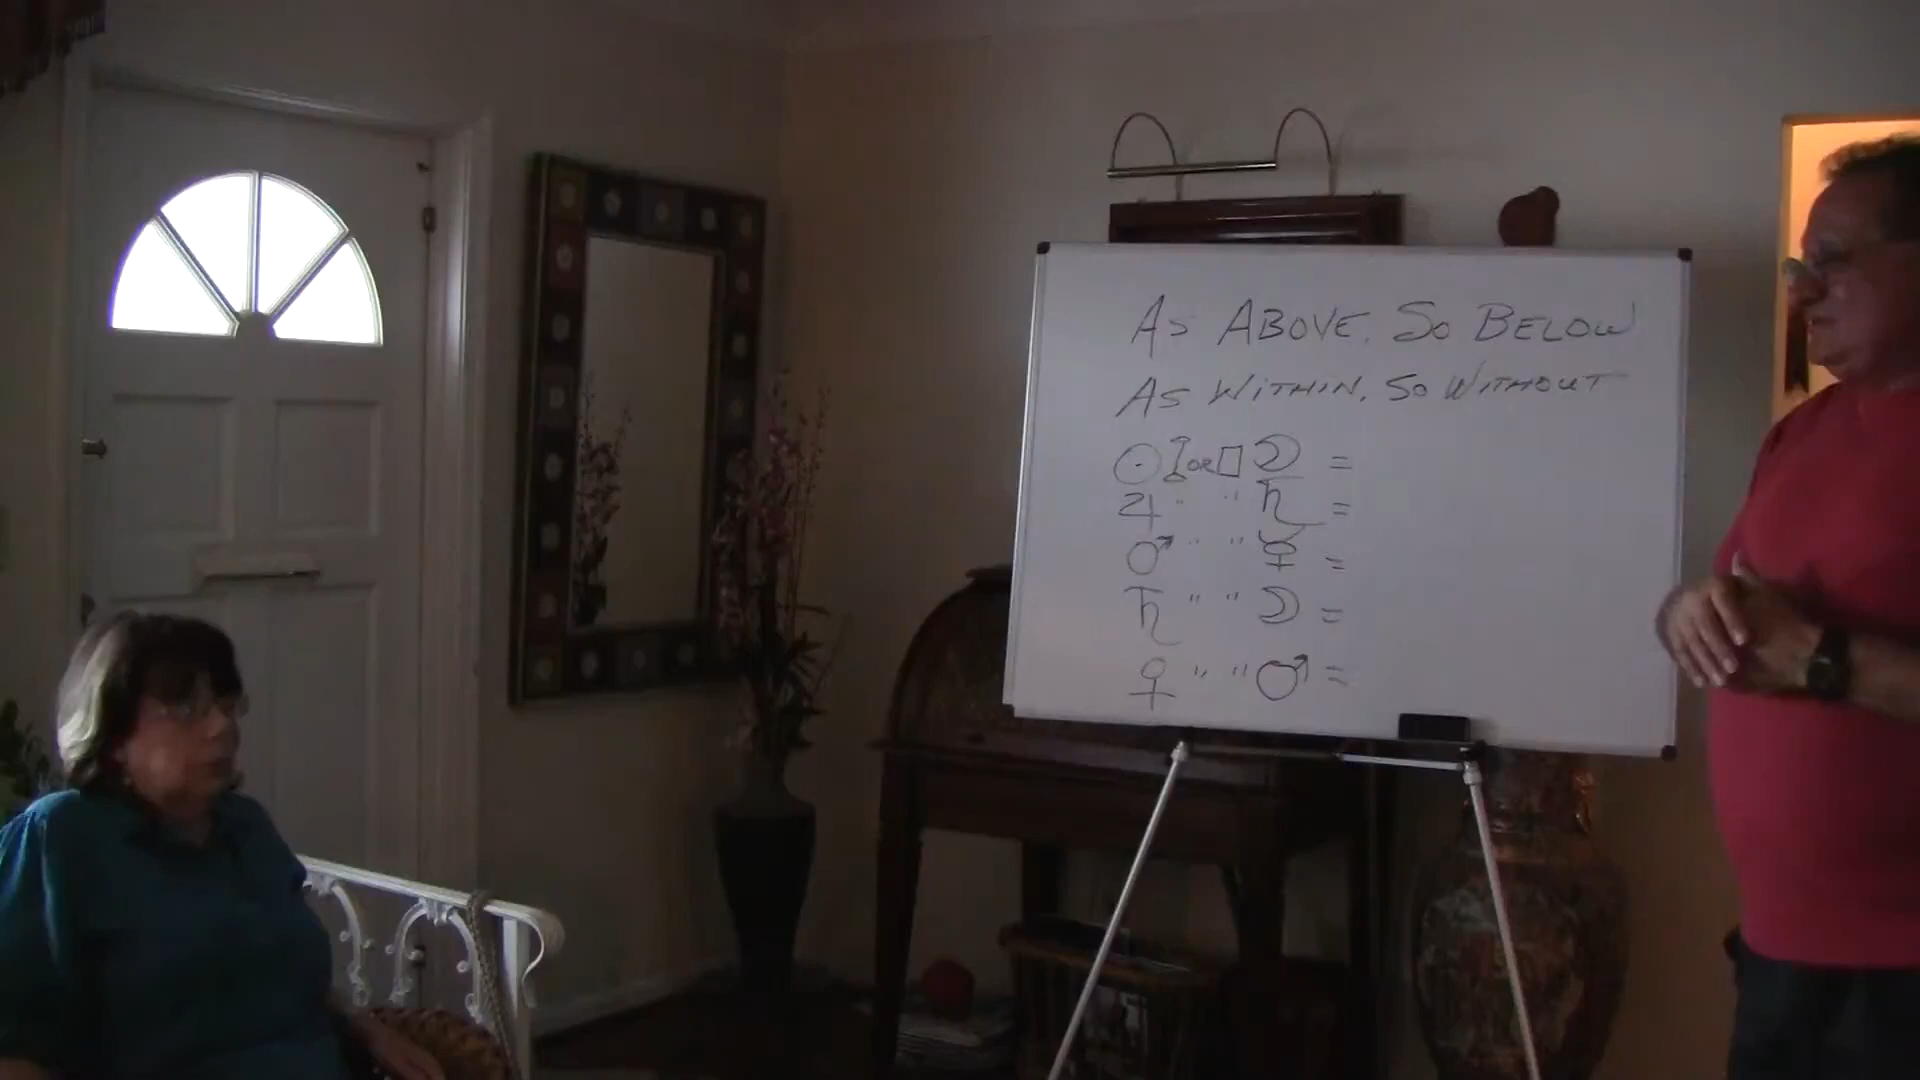 As Above, So Below
As Within, So Without
☉ ☍ or □ ☽ =
♃ " " ♄ =
♂ " " ☿ =
♄ " " ☽ =
♀ " " ♂ =